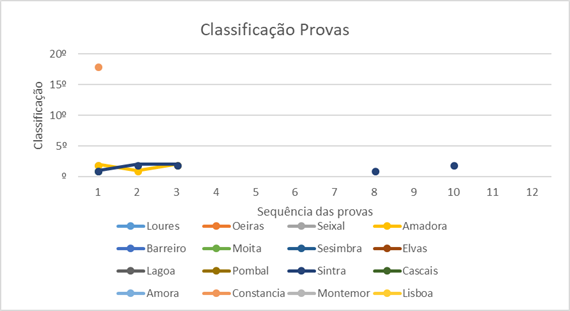 Classificação Provas
20º
15º
10º
5º
º
Classificação
1 2 3 4 5 6 7 8 9 10 11 12
Sequência das provas
Loures Oeiras Seixal Amadora
Barreiro Moita Sesimbra Elvas
Lagoa Pombal Sintra Cascais
Amora Constancia Montemor Lisboa